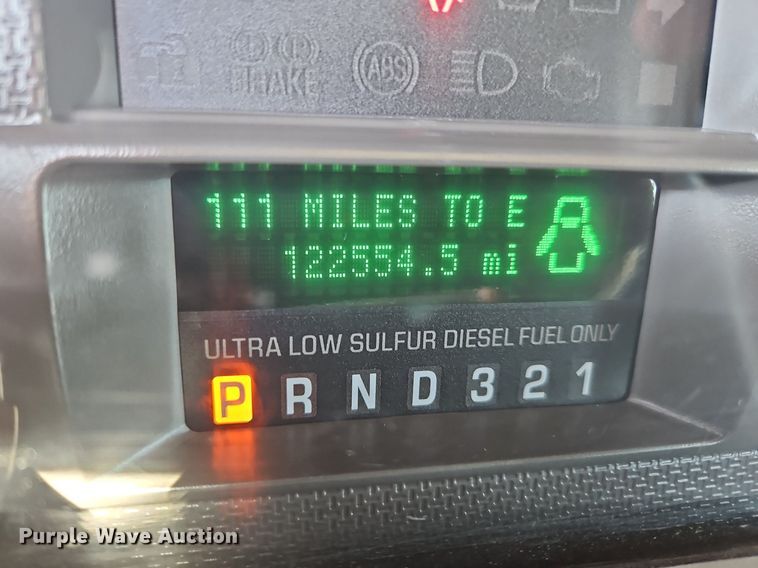 BRAKE
ABS
111 MILES TO E
122554.5 mi
ULTRA LOW SULFUR DIESEL FUEL ONLY
P R N D 3 2 1
Purple Wave Auction